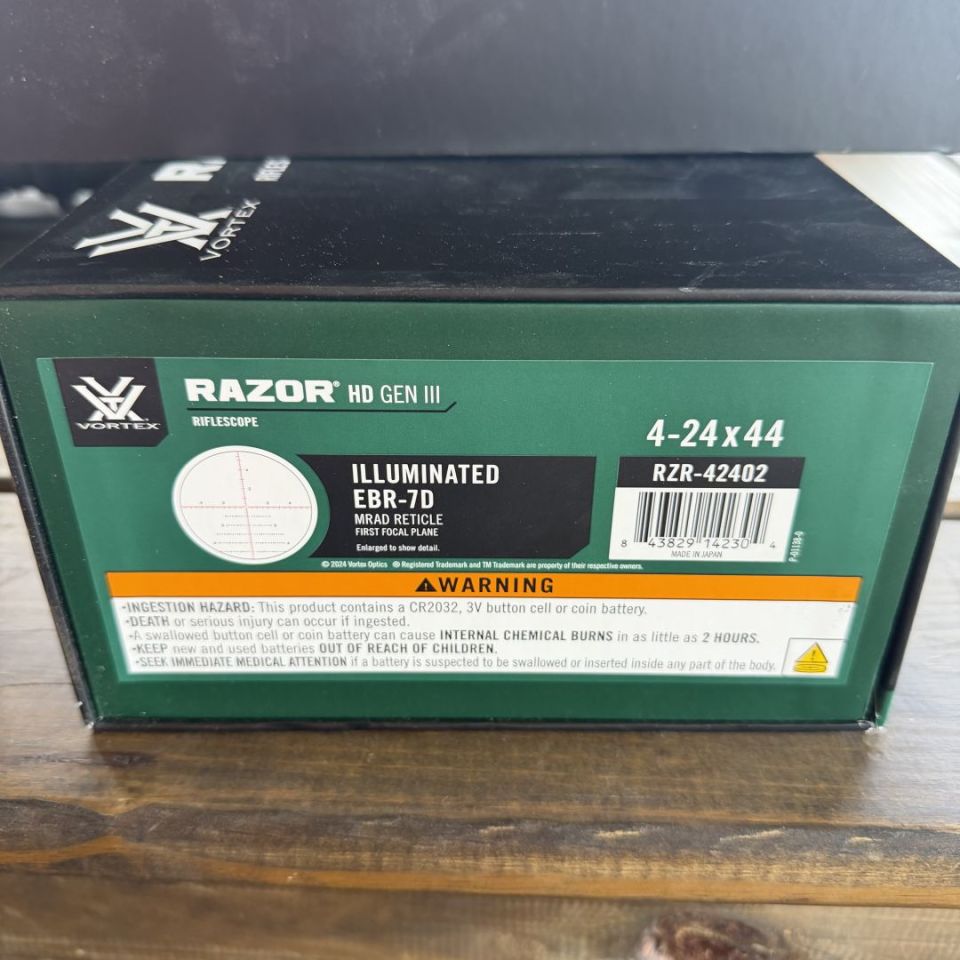 VORTEX
VORTEX
RAZOR® HD GEN III
RIFLESCOPE
4-24x44
RZR-42402
ILLUMINATED
EBR-7D
MRAD RETICLE
FIRST FOCAL PLANE
Enlarged to show detail.
8 43829 14230 4
MADE IN JAPAN
P-01138-0
© 2024 Vortex Optics ® Registered Trademark and TM Trademark are property of their respective owners.
WARNING
•INGESTION HAZARD: This product contains a CR2032, 3V button cell or coin battery.
•DEATH or serious injury can occur if ingested.
•A swallowed button cell or coin battery can cause INTERNAL CHEMICAL BURNS in as little as 2 HOURS.
•KEEP new and used batteries OUT OF REACH OF CHILDREN.
•SEEK IMMEDIATE MEDICAL ATTENTION if a battery is suspected to be swallowed or inserted inside any part of the body.